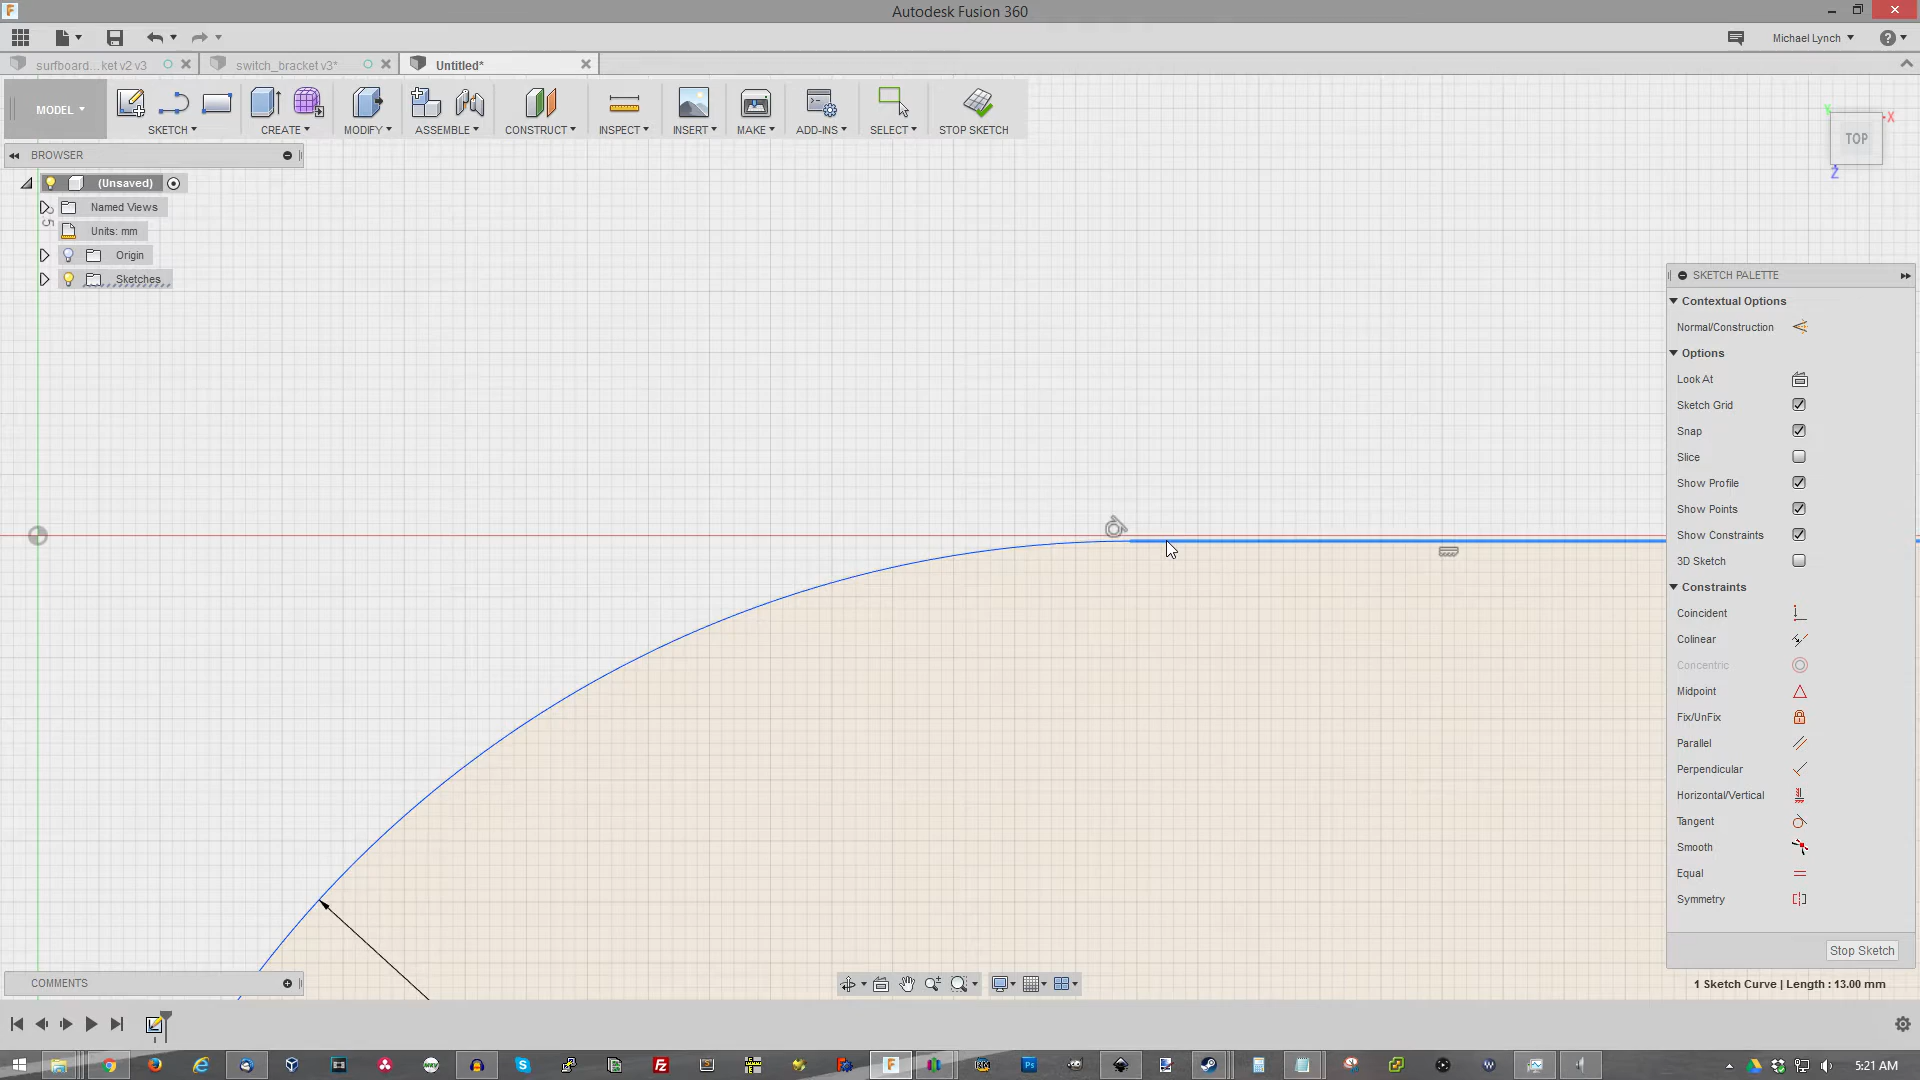 Autodesk Fusion 360
Michael Lynch
surfboard....ket v2 v3
switch_bracket v3*
Untitled*
MODEL
SKETCH
CREATE
MODIFY
ASSEMBLE
CONSTRUCT
INSPECT
INSERT
MAKE
ADD-INS
SELECT
STOP SKETCH
Y
X
TOP
Z
BROWSER
(Unsaved)
Named Views
Units: mm
Origin
Sketches
SKETCH PALETTE
Contextual Options
Normal/Construction
Options
Look At
Sketch Grid
Snap
Slice
Show Profile
Show Points
Show Constraints
3D Sketch
Constraints
Coincident
Colinear
Concentric
Midpoint
Fix/UnFix
Parallel
Perpendicular
Horizontal/Vertical
Tangent
Smooth
Equal
Symmetry
Stop Sketch
COMMENTS
1 Sketch Curve | Length : 13.00 mm
5:21 AM